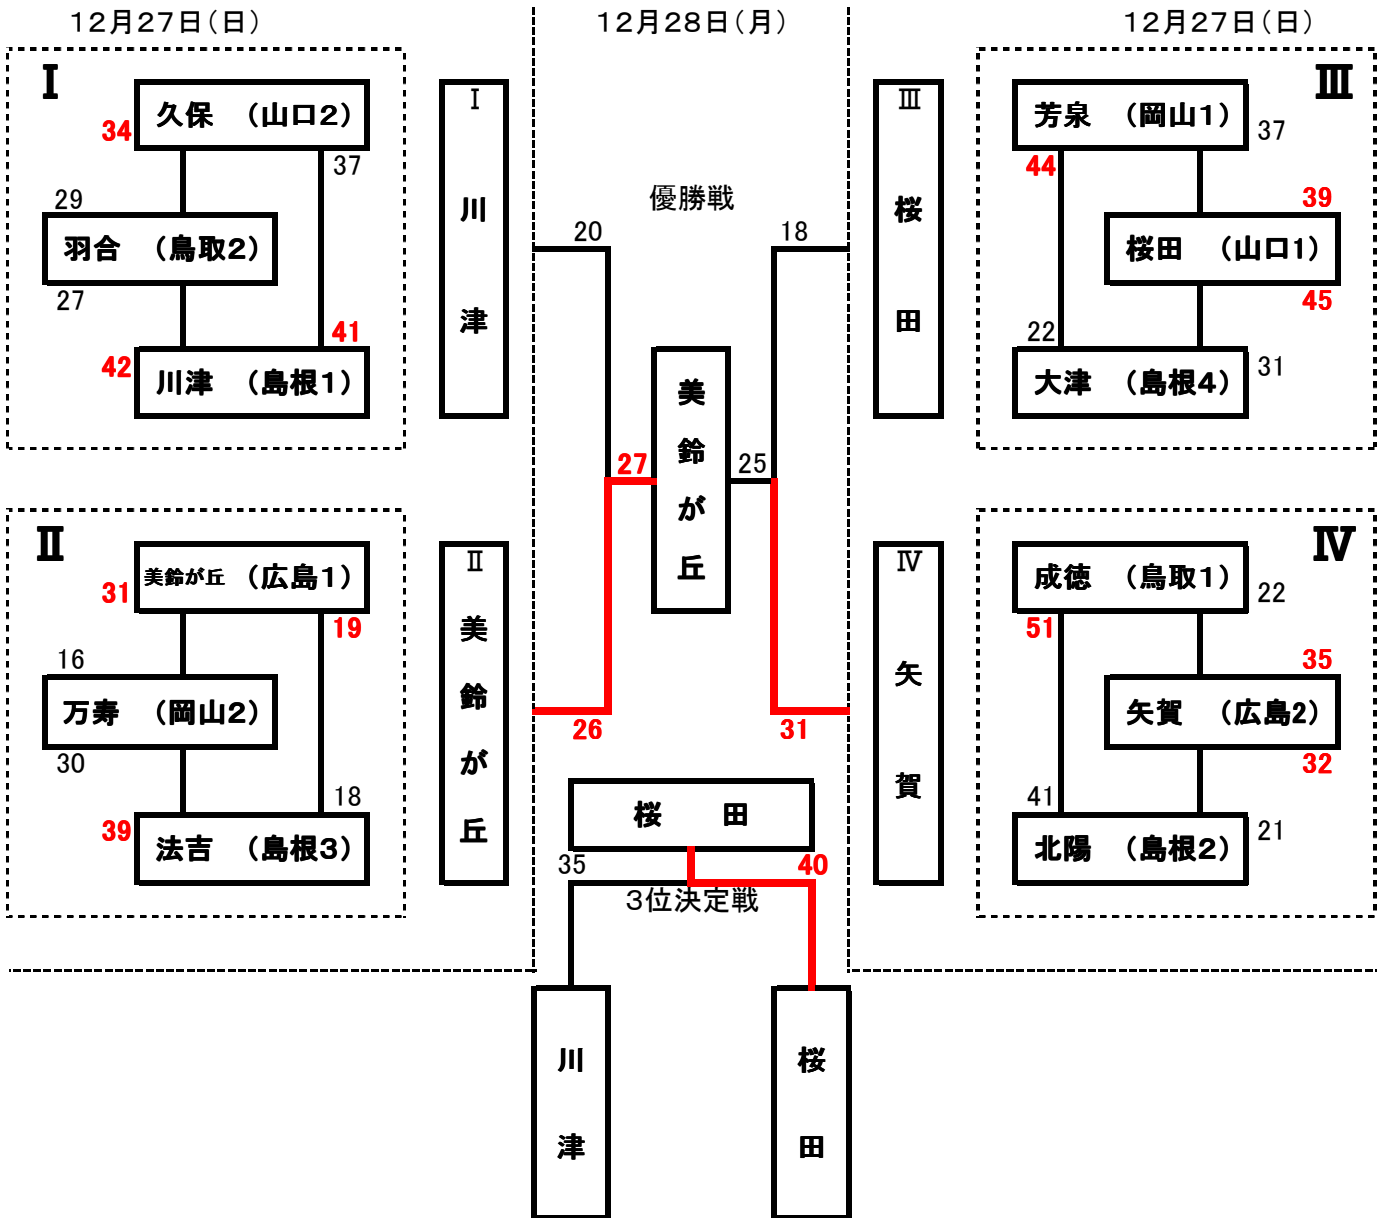 12月27日(日)
12月28日(月)
12月27日(日)
Ⅰ
久保 (山口2)
34
37
29
羽合 (鳥取2)
27
41
42
川津 (島根1)
Ⅰ
川津
Ⅱ
美鈴が丘 (広島1)
31
19
16
万寿 (岡山2)
30
18
39
法吉 (島根3)
Ⅱ
美鈴が丘
優勝戦
20
18
美鈴が丘
27
25
26
31
桜田
35
40
3位決定戦
川津
桜田
Ⅲ
桜田
Ⅲ
芳泉 (岡山1)
37
44
39
桜田 (山口1)
45
22
大津 (島根4)
31
Ⅳ
矢賀
Ⅳ
成徳 (鳥取1)
22
51
35
矢賀 (広島2)
32
41
北陽 (島根2)
21